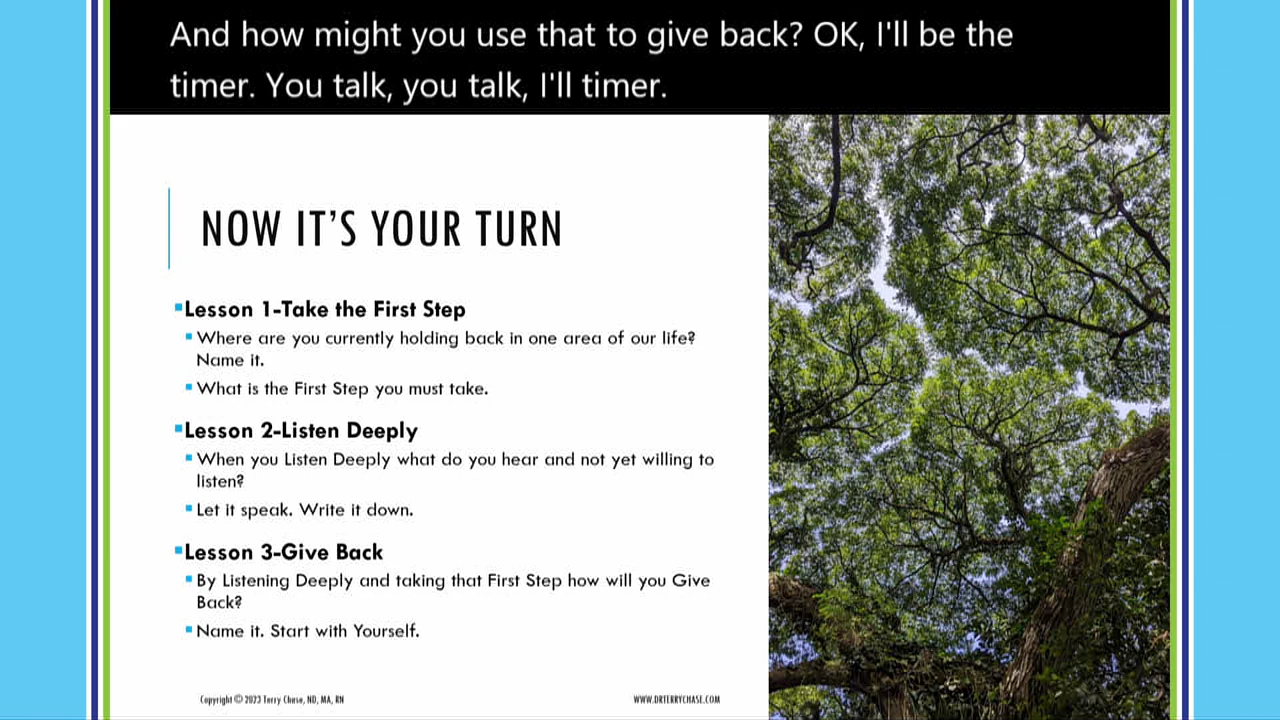 And how might you use that to give back? OK, I'll be the
timer. You talk, you talk, I'll timer.
NOW IT'S YOUR TURN
Lesson 1-Take the First Step
Where are you currently holding back in one area of our life?
Name it.
What is the First Step you must take.
Lesson 2-Listen Deeply
When you Listen Deeply what do you hear and not yet willing to
listen?
Let it speak. Write it down.
Lesson 3-Give Back
By Listening Deeply and taking that First Step how will you Give
Back?
Name it. Start with Yourself.
Copyright © 2023 Terry Chase, ND, MA, RN
WWW.DRTERRYCHASE.COM